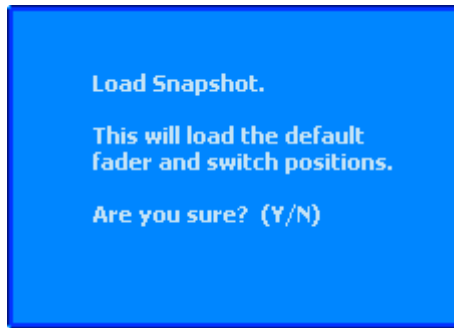 Load Snapshot.
This will load the default
fader and switch positions.
Are you sure?  (Y/N)